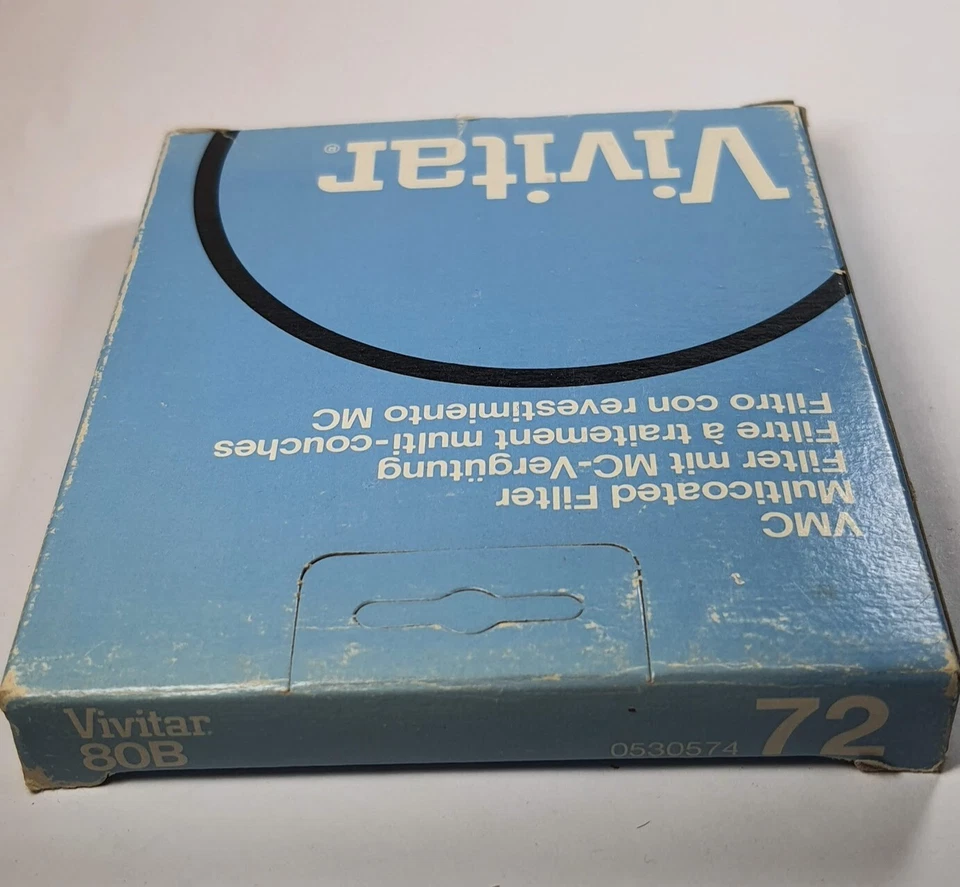 Vivitar®
VMC
Multicoated Filter
Filter mit MC-Vergütung
Filtre à traitement multi-couches
Filtro con revestimiento MC
Vivitar
80B
0530574
72